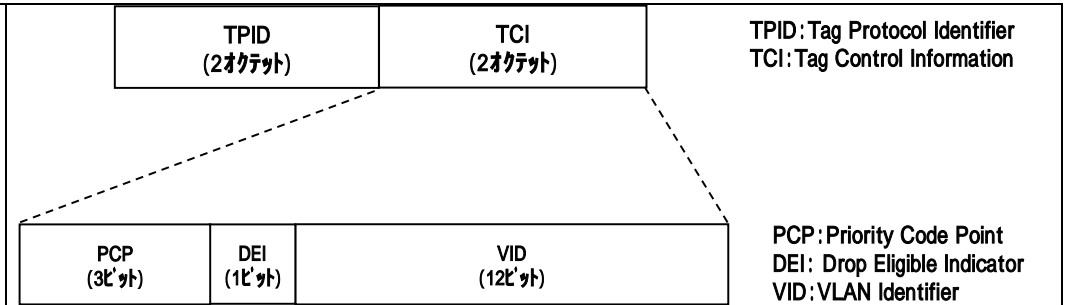 TPID
(2ｵｸﾃｯﾄ)
TCI
(2ｵｸﾃｯﾄ)
TPID:Tag Protocol Identifier
TCI:Tag Control Information
PCP
(3ﾋﾞｯﾄ)
DEI
(1ﾋﾞｯﾄ)
VID
(12ﾋﾞｯﾄ)
PCP:Priority Code Point
DEI: Drop Eligible Indicator
VID:VLAN Identifier